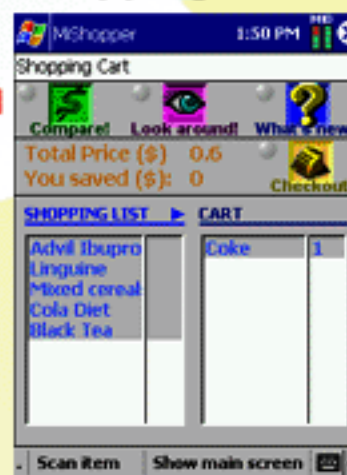 MiShopper 1:50 PM
Shopping Cart
Compare! Look around! What's new
Total Price ($) 0.6
You saved ($): 0
Checkout
SHOPPING LIST CART
Advil Ibupro Coke 1
Linguine
Mixed cereal
Cola Diet
Black Tea
Scan item Show main screen